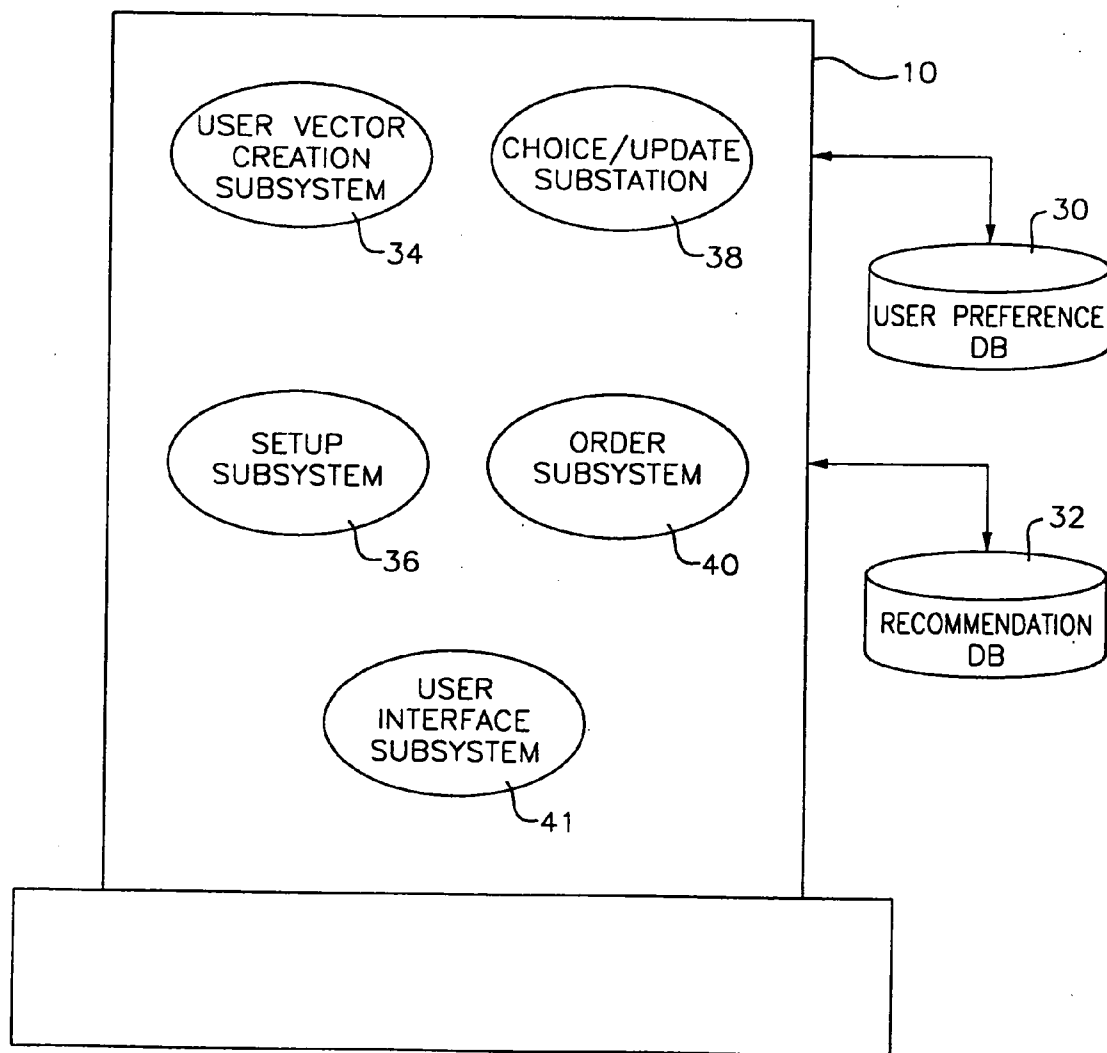 10
USER VECTOR
CREATION
SUBSYSTEM
34
CHOICE/UPDATE
SUBSTATION
38
30
USER PREFERENCE
DB
SETUP
SUBSYSTEM
36
ORDER
SUBSYSTEM
40
32
RECOMMENDATION
DB
USER
INTERFACE
SUBSYSTEM
41